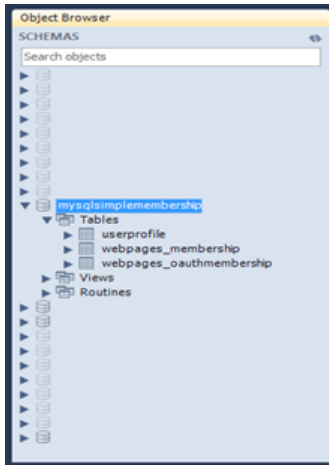 Object Browser
SCHEMAS
Search objects
mysqlsimplemembership
Tables
userprofile
webpages_membership
webpages_oauthmembership
Views
Routines